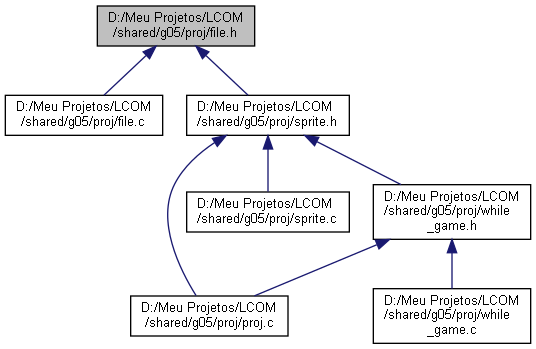 D:/Meu Projetos/LCOM
/shared/g05/proj/file.h
D:/Meu Projetos/LCOM
/shared/g05/proj/file.c
D:/Meu Projetos/LCOM
/shared/g05/proj/sprite.h
D:/Meu Projetos/LCOM
/shared/g05/proj/sprite.c
D:/Meu Projetos/LCOM
/shared/g05/proj/while
_game.h
D:/Meu Projetos/LCOM
/shared/g05/proj/proj.c
D:/Meu Projetos/LCOM
/shared/g05/proj/while
_game.c